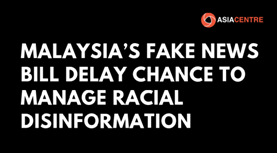 ASIACENTRE
MALAYSIA'S FAKE NEWS
BILL DELAY CHANCE TO
MANAGE RACIAL
DISINFORMATION